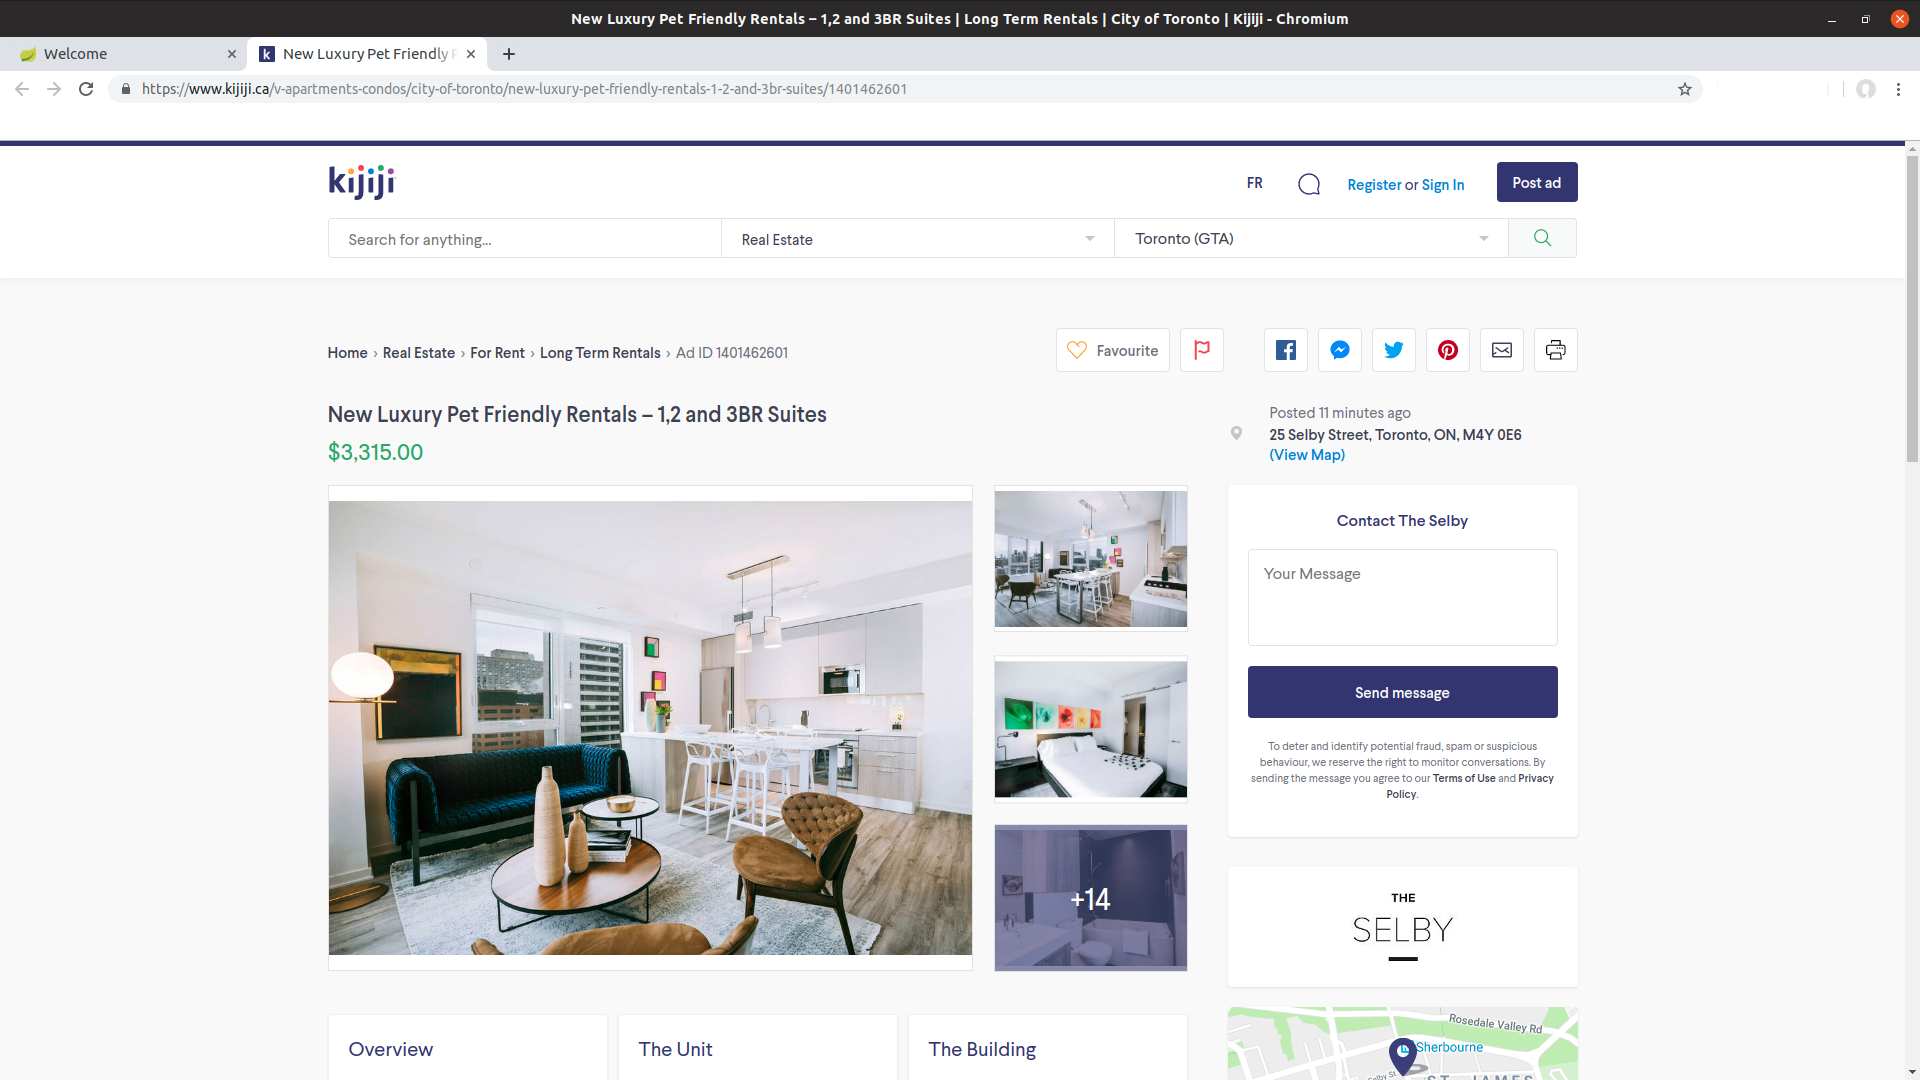 New Luxury Pet Friendly Rentals – 1,2 and 3BR Suites | Long Term Rentals | City of Toronto | Kijiji - Chromium
Welcome
New Luxury Pet Friendly R
https://www.kijiji.ca/v-apartments-condos/city-of-toronto/new-luxury-pet-friendly-rentals-1-2-and-3br-suites/1401462601
kijiji
FR
Register or Sign In
Post ad
Search for anything...
Real Estate
Toronto (GTA)
Home › Real Estate › For Rent › Long Term Rentals › Ad ID 1401462601
Favourite
New Luxury Pet Friendly Rentals – 1,2 and 3BR Suites
$3,315.00
Posted 11 minutes ago
25 Selby Street, Toronto, ON, M4Y 0E6
(View Map)
Contact The Selby
Your Message
Send message
To deter and identify potential fraud, spam or suspicious
behaviour, we reserve the right to monitor conversations. By
sending the message you agree to our Terms of Use and Privacy
Policy.
+14
THE
SELBY
Overview
The Unit
The Building
Rosedale Valley Rd
Sherbourne
Selby St
ST. JAMES